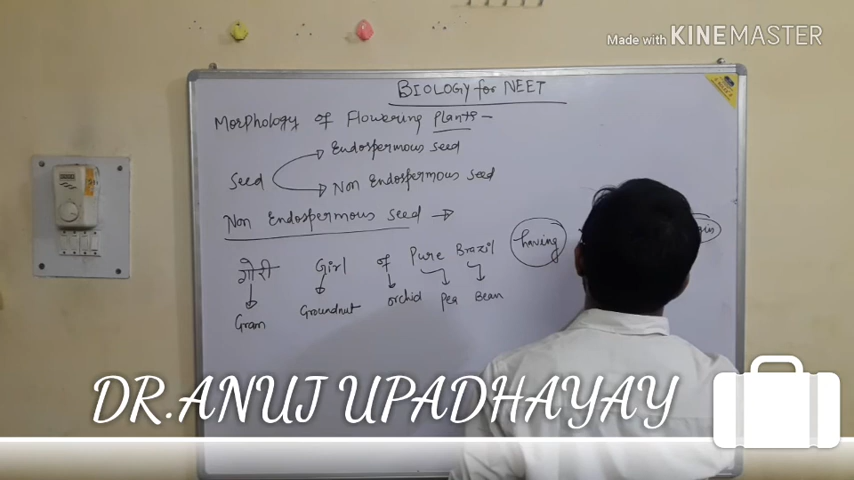 Made with KINEMASTER
BIOLOGY for NEET
Morphology of Flowering Plants -
Endospermous seed
Seed
Non Endospermous seed
Non Endospermous seed →
गोरी Girl of Pure Brazil having
Gram Groundnut orchid Pea Bean
DR.ANUJ UPADHAYAY